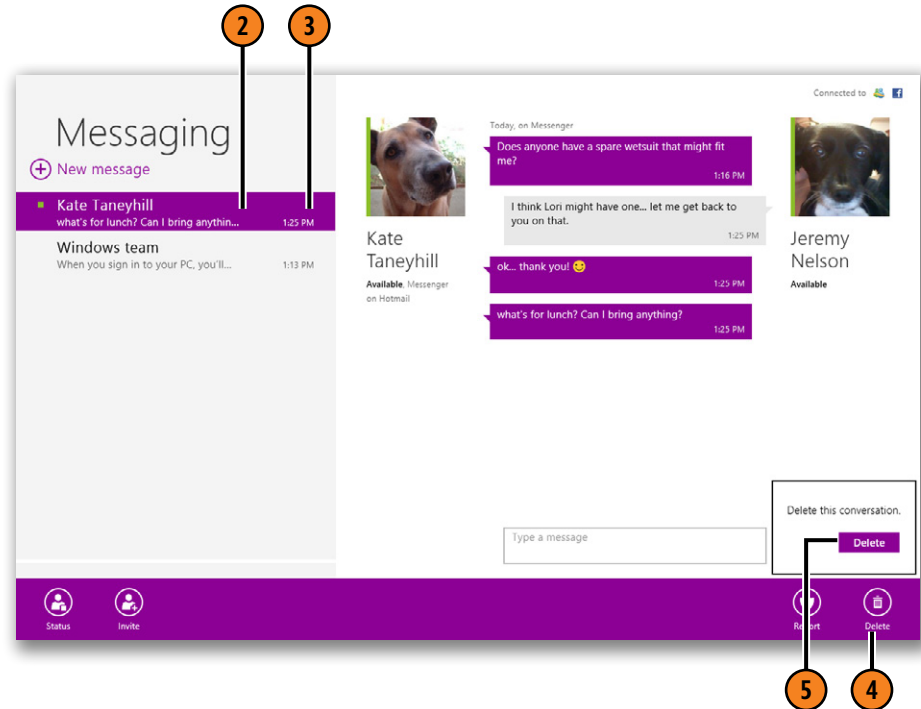 2 3
Connected to
Messaging
New message
Kate Taneyhill
what's for lunch? Can I bring anythin...
1:25 PM
Windows team
When you sign in to your PC, you'll...
1:13 PM
Kate
Taneyhill
Available, Messenger
on Hotmail
Today, on Messenger
Does anyone have a spare wetsuit that might fit
me?
1:16 PM
I think Lori might have one... let me get back to
you on that.
1:25 PM
ok... thank you!
1:25 PM
what's for lunch? Can I bring anything?
1:25 PM
Jeremy
Nelson
Available
Type a message
Delete this conversation.
Delete
Status
Invite
Delete
5 4